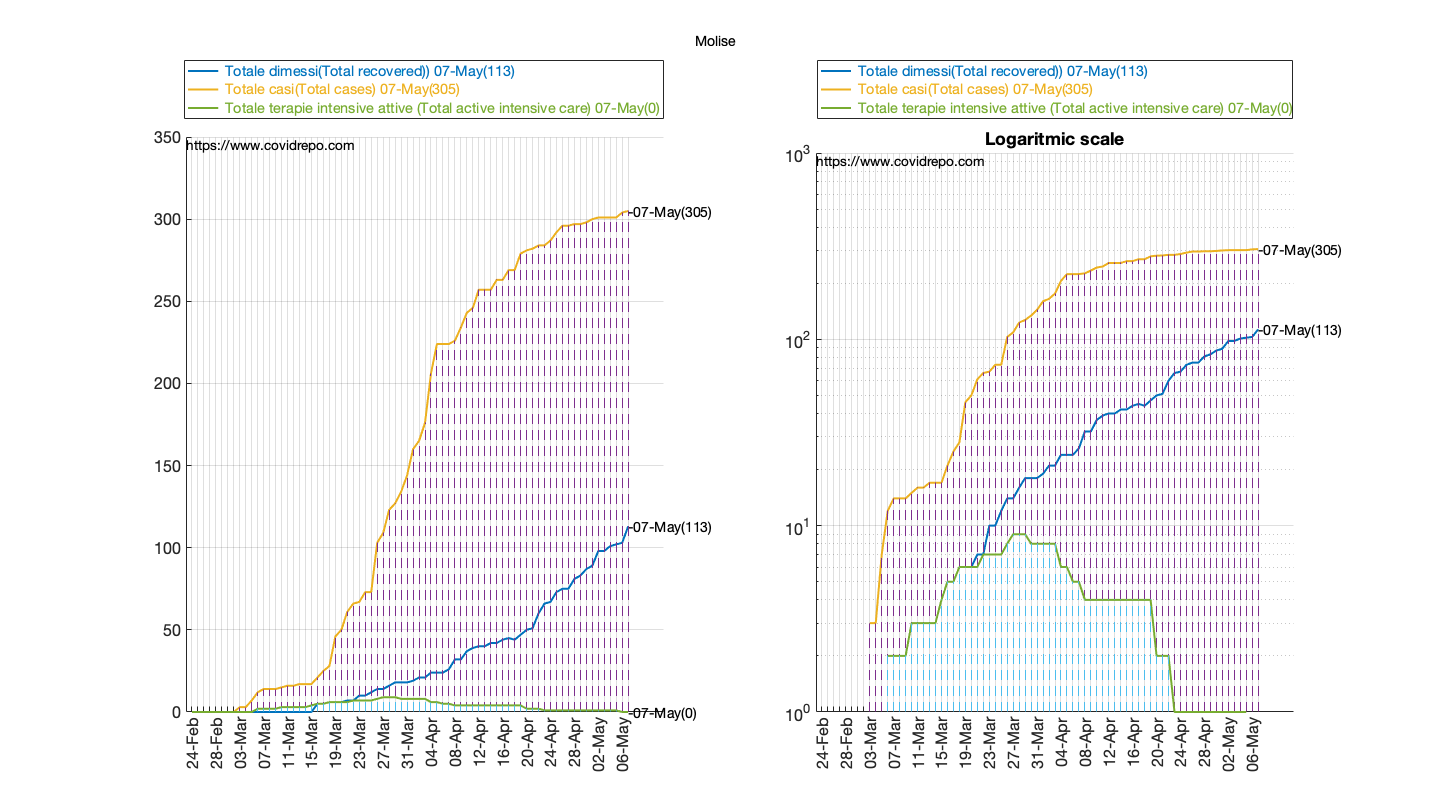 Molise
Totale dimessi(Total recovered)) 07-May(113)
Totale casi(Total cases) 07-May(305)
Totale terapie intensive attive (Total active intensive care) 07-May(0)
350
https://www.covidrepo.com
300
250
200
150
100
50
0
-07-May(305)
-07-May(113)
-07-May(0)
24-Feb
28-Feb
03-Mar
07-Mar
11-Mar
15-Mar
19-Mar
23-Mar
27-Mar
31-Mar
04-Apr
08-Apr
12-Apr
16-Apr
20-Apr
24-Apr
28-Apr
02-May
06-May
Totale dimessi(Total recovered)) 07-May(113)
Totale casi(Total cases) 07-May(305)
Totale terapie intensive attive (Total active intensive care) 07-May(0)
Logaritmic scale
10^3
https://www.covidrepo.com
10^2
10^1
10^0
-07-May(305)
-07-May(113)
24-Feb
28-Feb
03-Mar
07-Mar
11-Mar
15-Mar
19-Mar
23-Mar
27-Mar
31-Mar
04-Apr
08-Apr
12-Apr
16-Apr
20-Apr
24-Apr
28-Apr
02-May
06-May